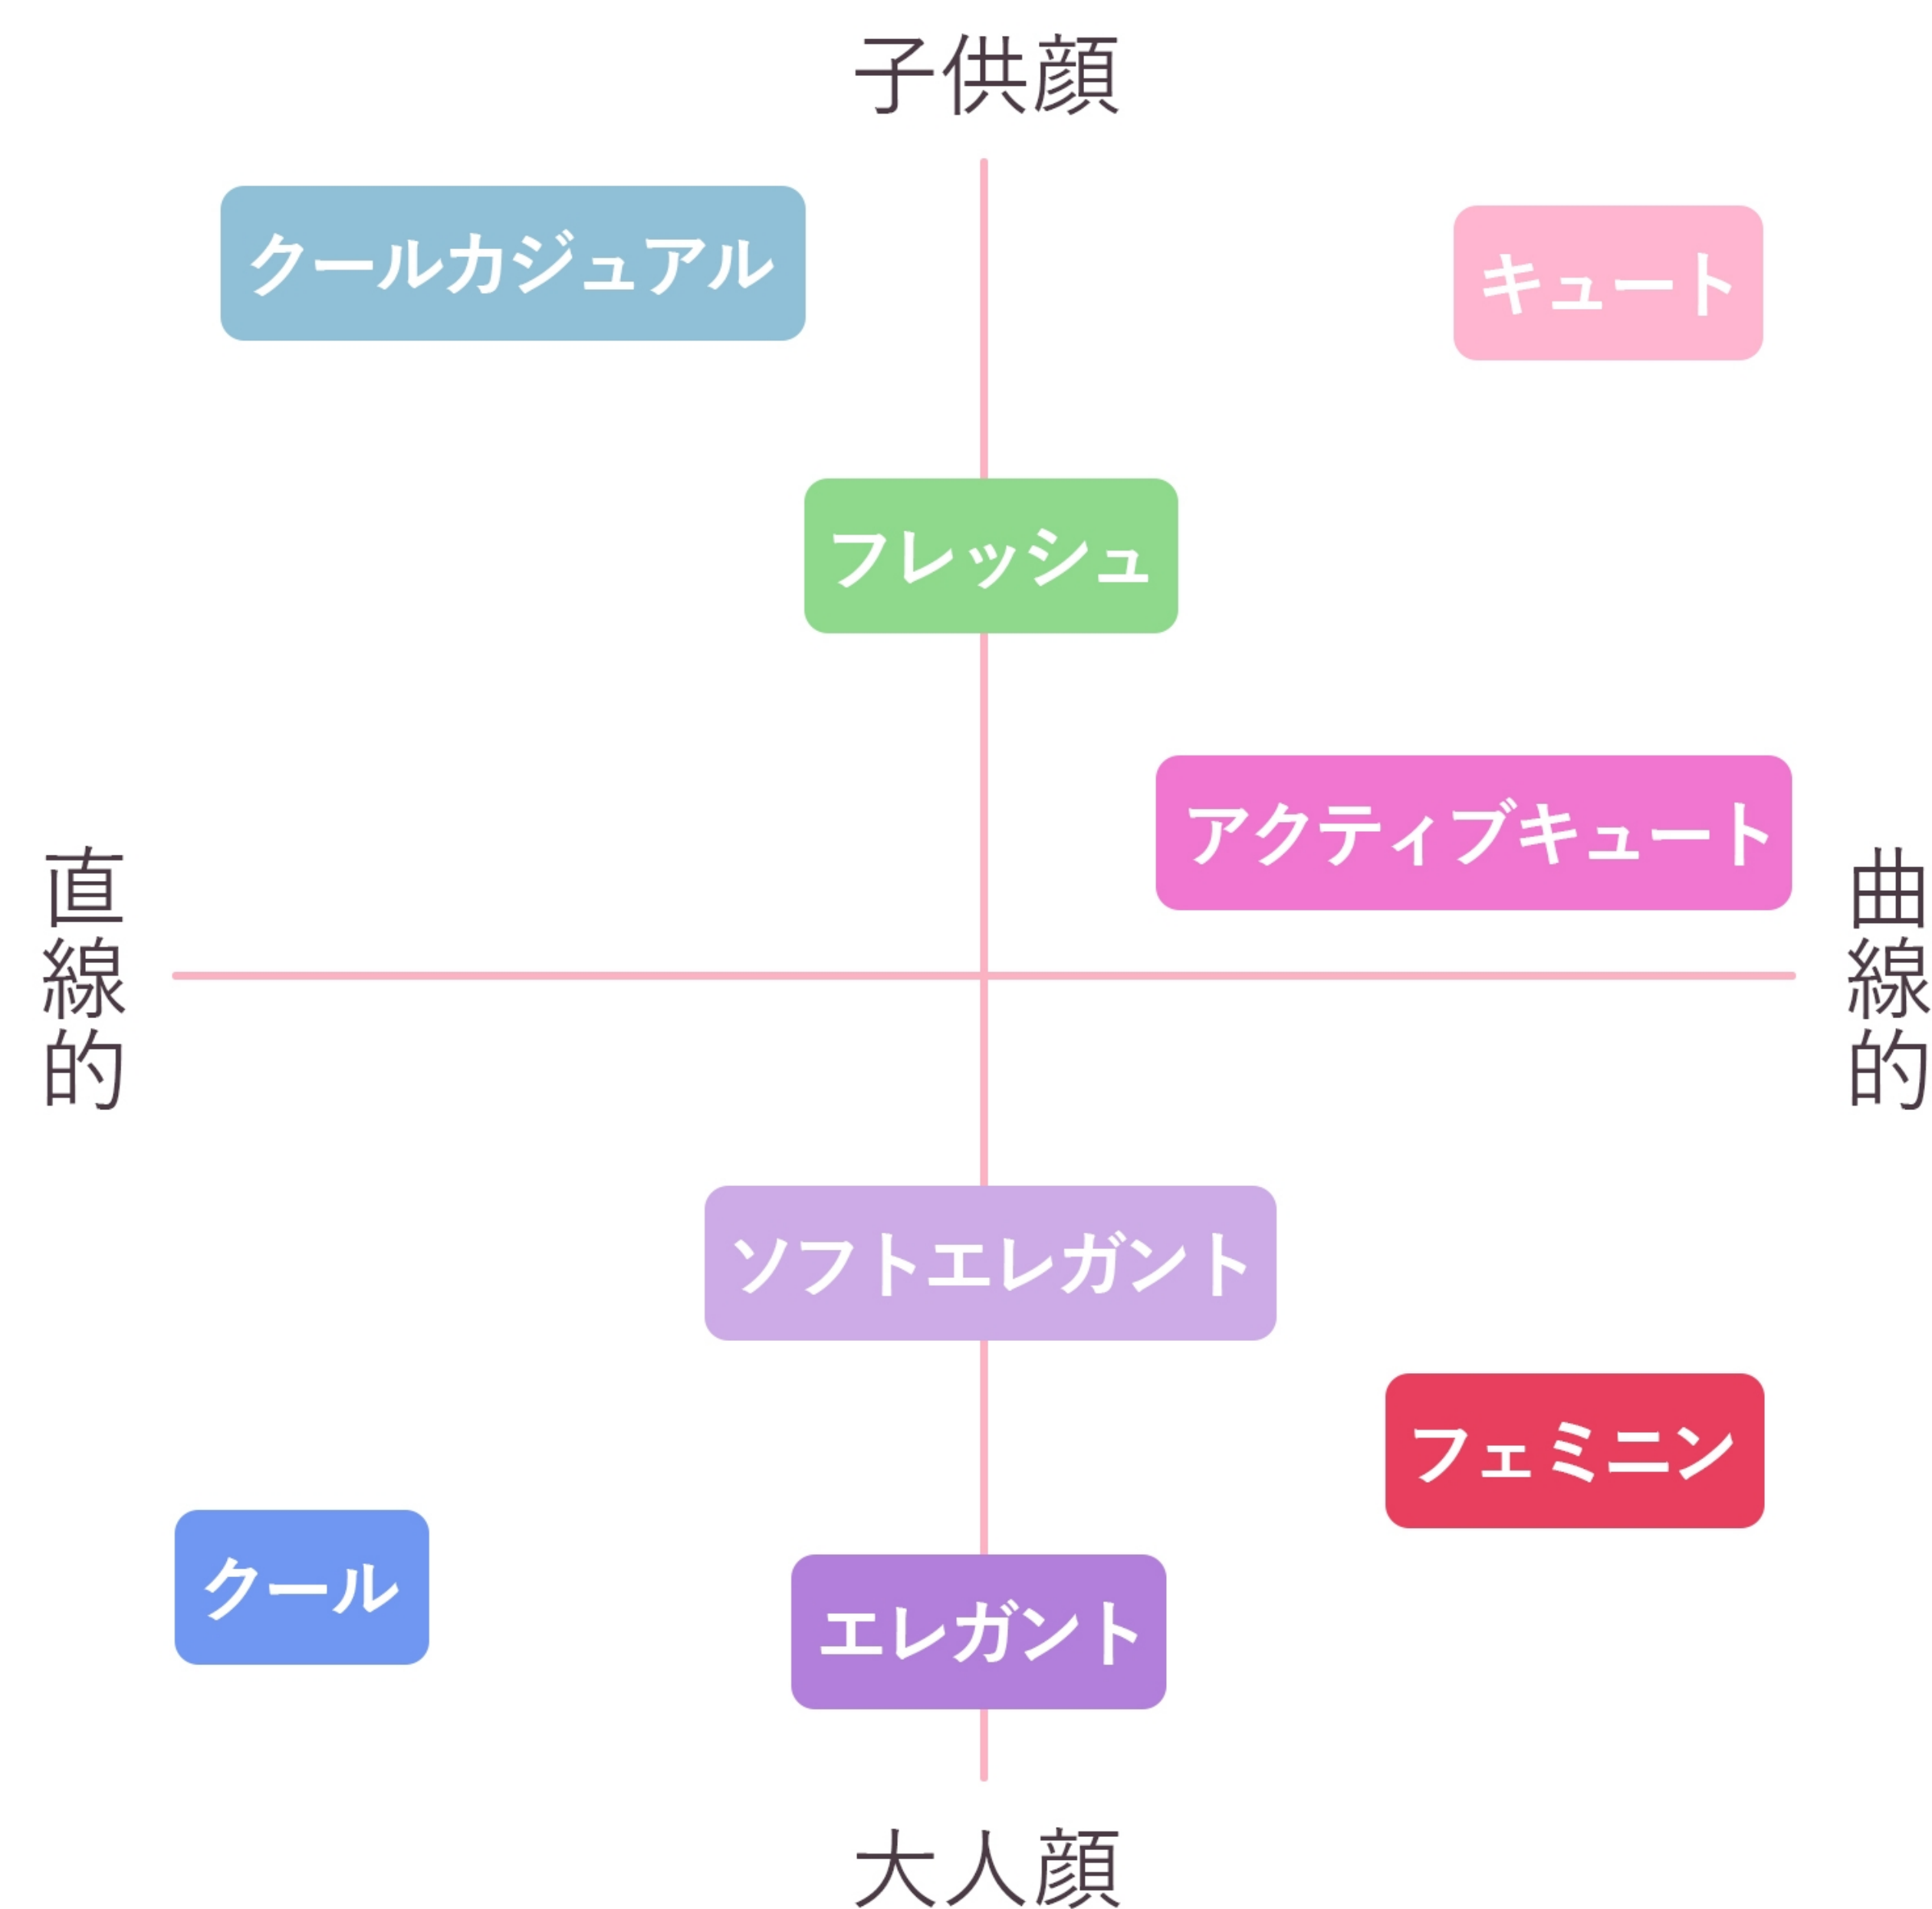 子供顔
クールカジュアル
キュート
フレッシュ
アクティブキュート
直線的
曲線的
ソフトエレガント
フェミニン
クール
エレガント
大人顔